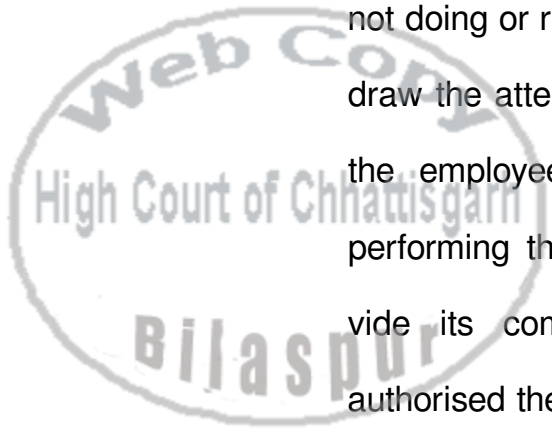 not doing or r
draw the atte
the employee
performing th
vide its con
authorised the
Web Copy
High Court of Chhattisgarh
Bilaspur